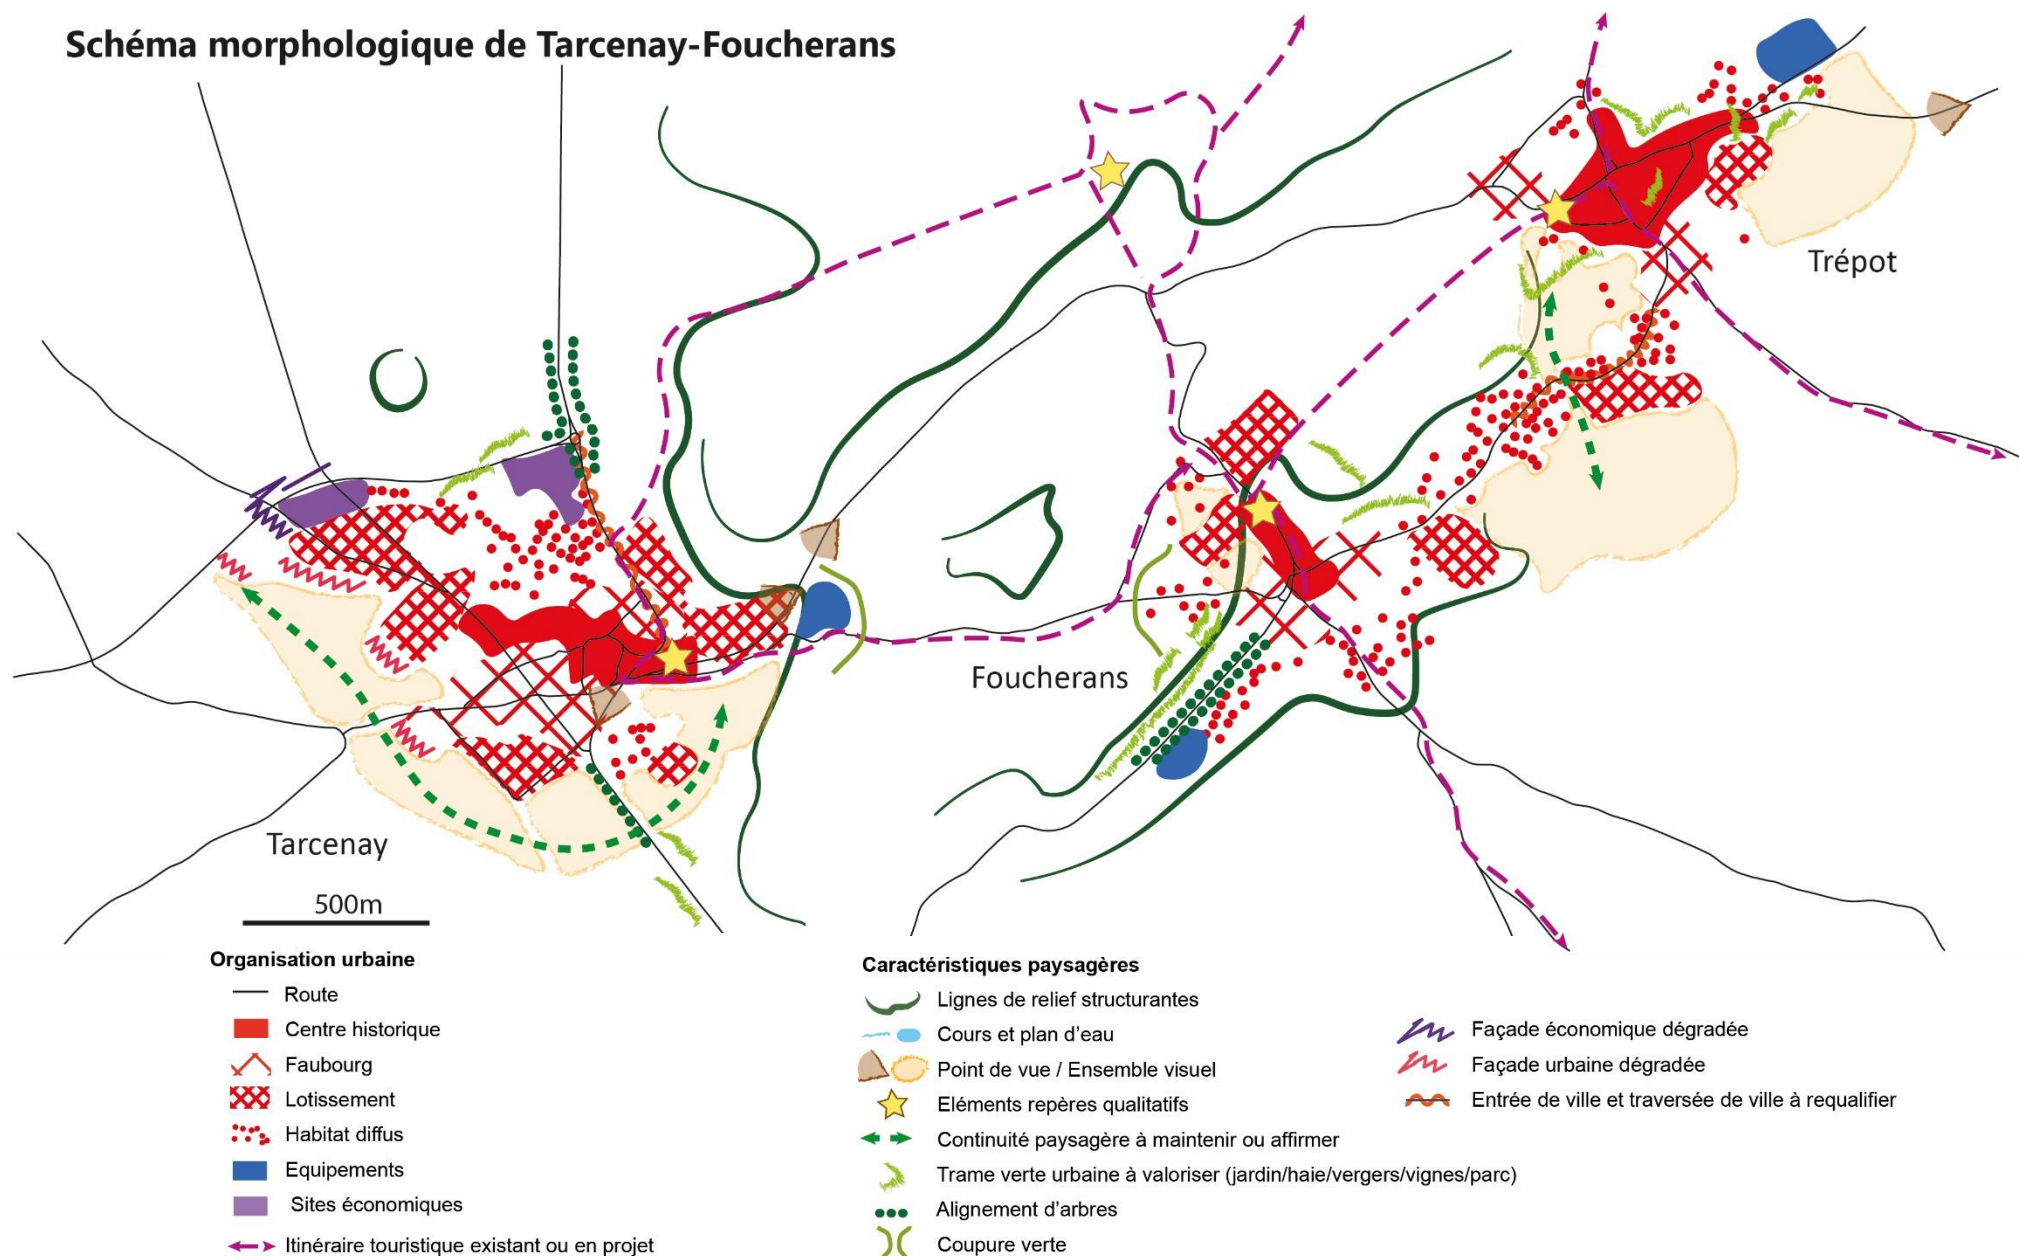 Schéma morphologique de Tarcenay-Foucherans
Trépot
Foucherans
Tarcenay
500m
Organisation urbaine
Route
Centre historique
Faubourg
Lotissement
Habitat diffus
Equipements
Sites économiques
Itinéraire touristique existant ou en projet
Caractéristiques paysagères
Lignes de relief structurantes
Cours et plan d'eau
Point de vue / Ensemble visuel
Eléments repères qualitatifs
Continuité paysagère à maintenir ou affirmer
Trame verte urbaine à valoriser (jardin/haie/vergers/vignes/parc)
Alignement d'arbres
Coupure verte
Façade économique dégradée
Façade urbaine dégradée
Entrée de ville et traversée de ville à requalifier